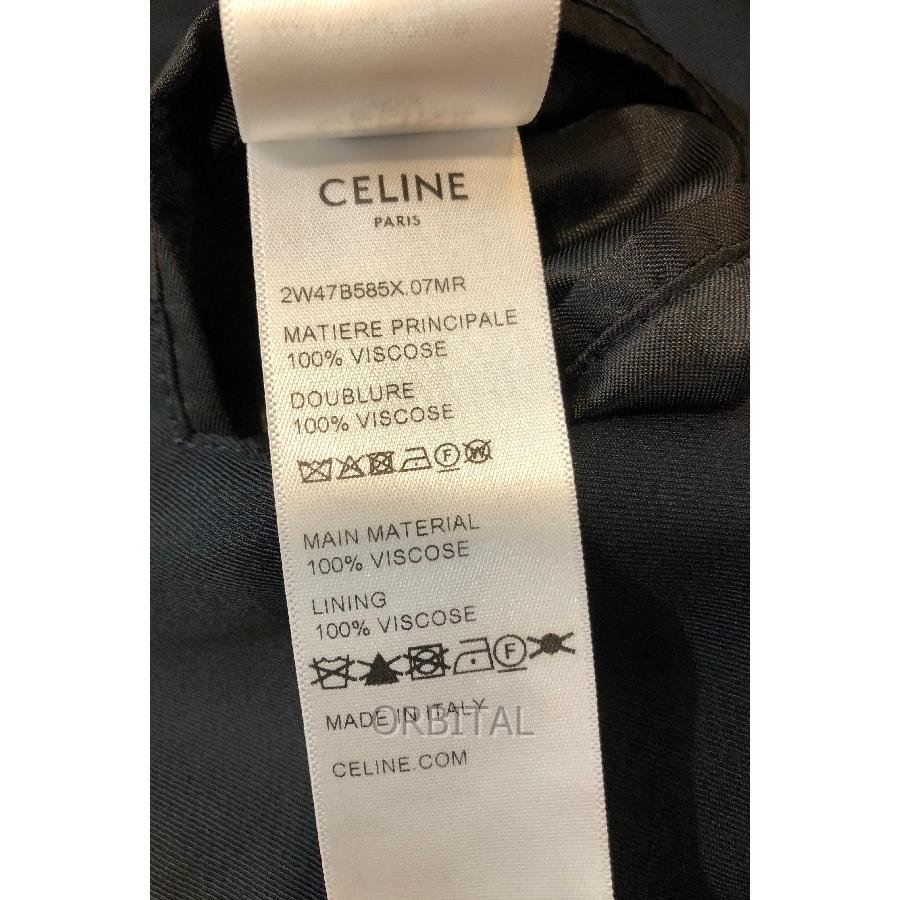 CELINE
PARIS
2W47B585X.07MR
MATIERE PRINCIPALE
100% VISCOSE
DOUBLURE
100% VISCOSE
F W
MAIN MATERIAL
100% VISCOSE
LINING
100% VISCOSE
F
MADE IN ITALY
ORBITAL
CELINE.COM